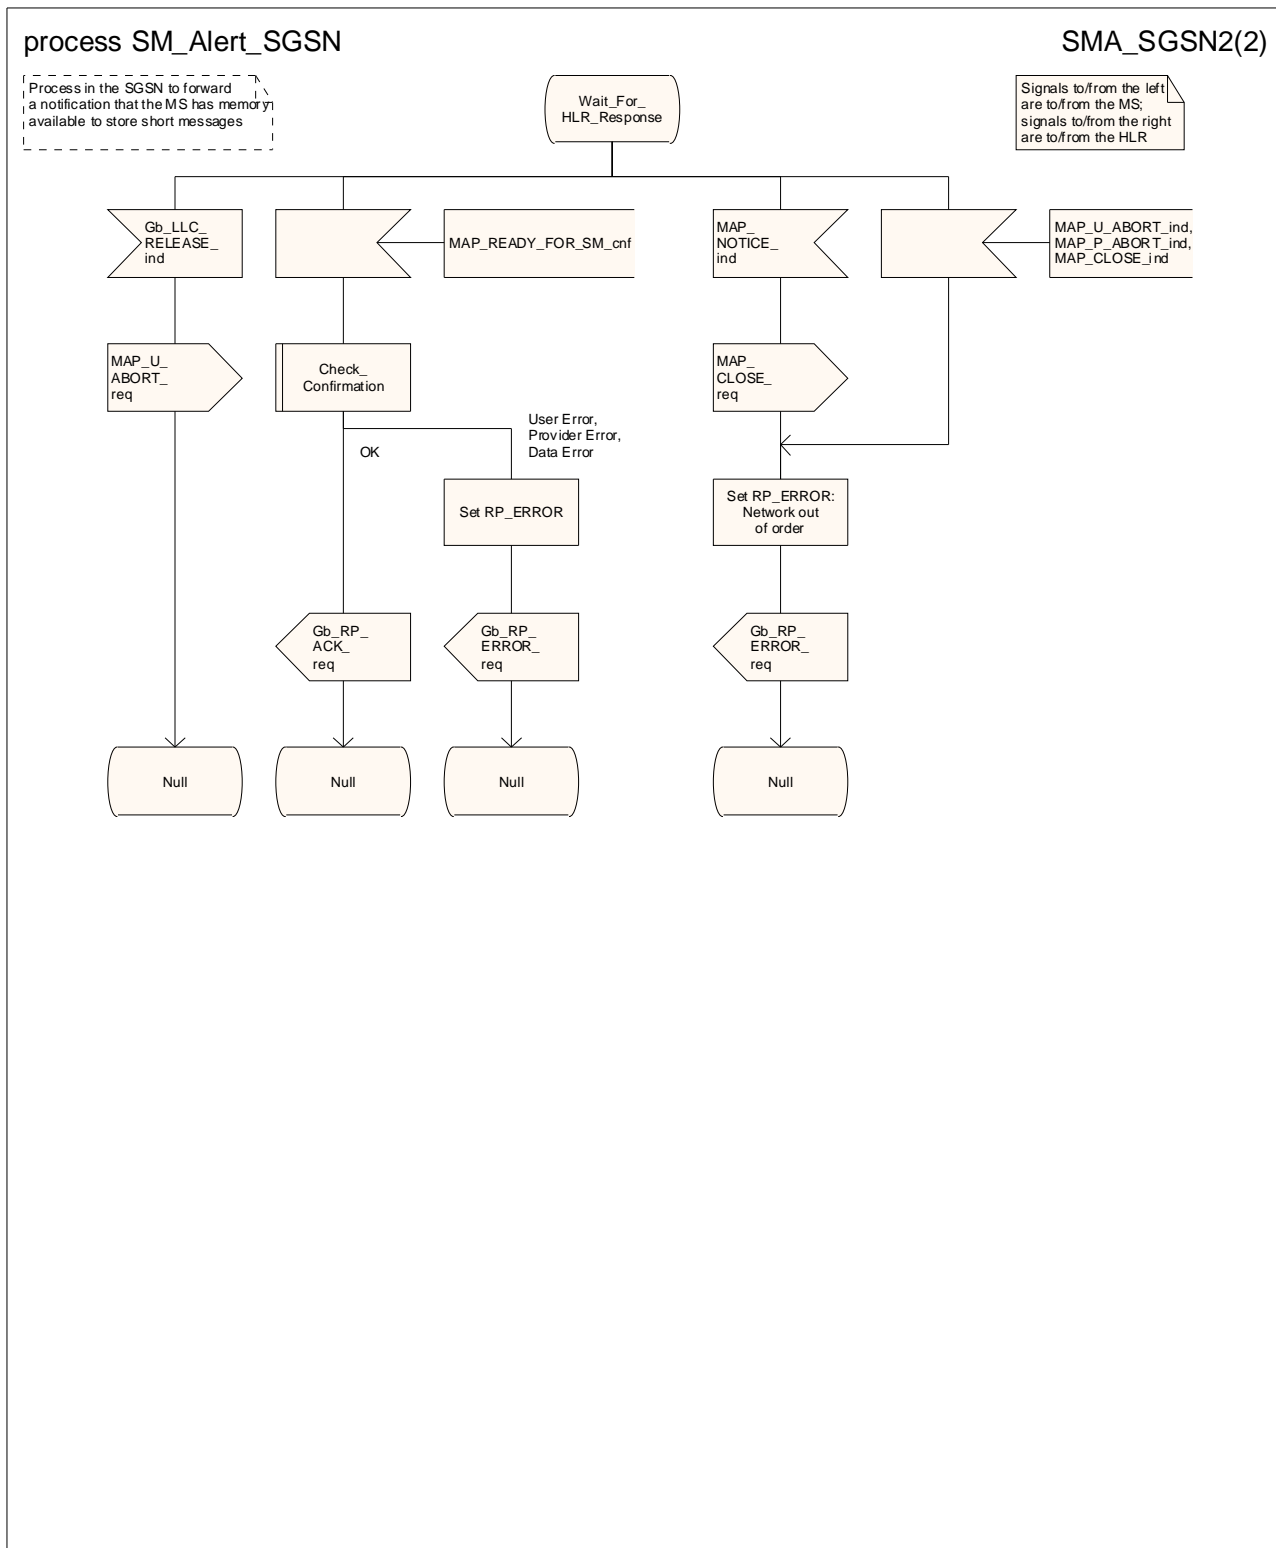 process SM_Alert_SGSN
SMA_SGSN2(2)
Process in the SGSN to forward
a notification that the MS has memory
available to store short messages
Wait_For_
HLR_Response
Signals to/from the left
are to/from the MS;
signals to/from the right
are to/from the HLR
Gb_LLC_
RELEASE_
ind
MAP_READY_FOR_SM_cnf
MAP_
NOTICE_
ind
MAP_U_ABORT_ind,
MAP_P_ABORT_ind,
MAP_CLOSE_ind
MAP_U_
ABORT_
req
Check_
Confirmation
MAP_
CLOSE_
req
OK
User Error,
Provider Error,
Data Error
Set RP_ERROR
Set RP_ERROR:
Network out
of order
Gb_RP_
ACK_
req
Gb_RP_
ERROR_
req
Gb_RP_
ERROR_
req
Null
Null
Null
Null